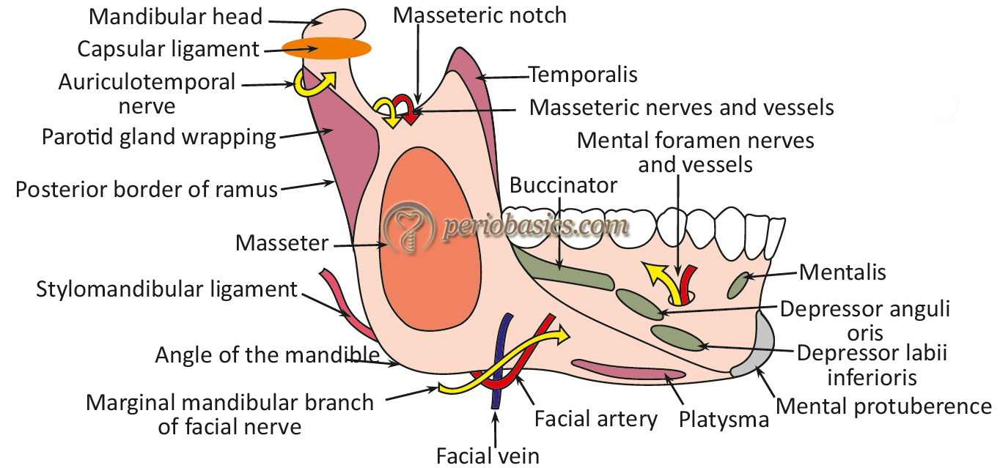 Mandibular head
Masseteric notch
Capsular ligament
Auriculotemporal
nerve
Temporalis
Masseteric nerves and vessels
Parotid gland wrapping
Mental foramen nerves
and vessels
Posterior border of ramus
Buccinator
periobasics.com
Masseter
Stylomandibular ligament
Mentalis
Depressor anguli
oris
Angle of the mandible
Depressor labii
inferioris
Marginal mandibular branch
of facial nerve
Mental protuberence
Facial artery
Platysma
Facial vein